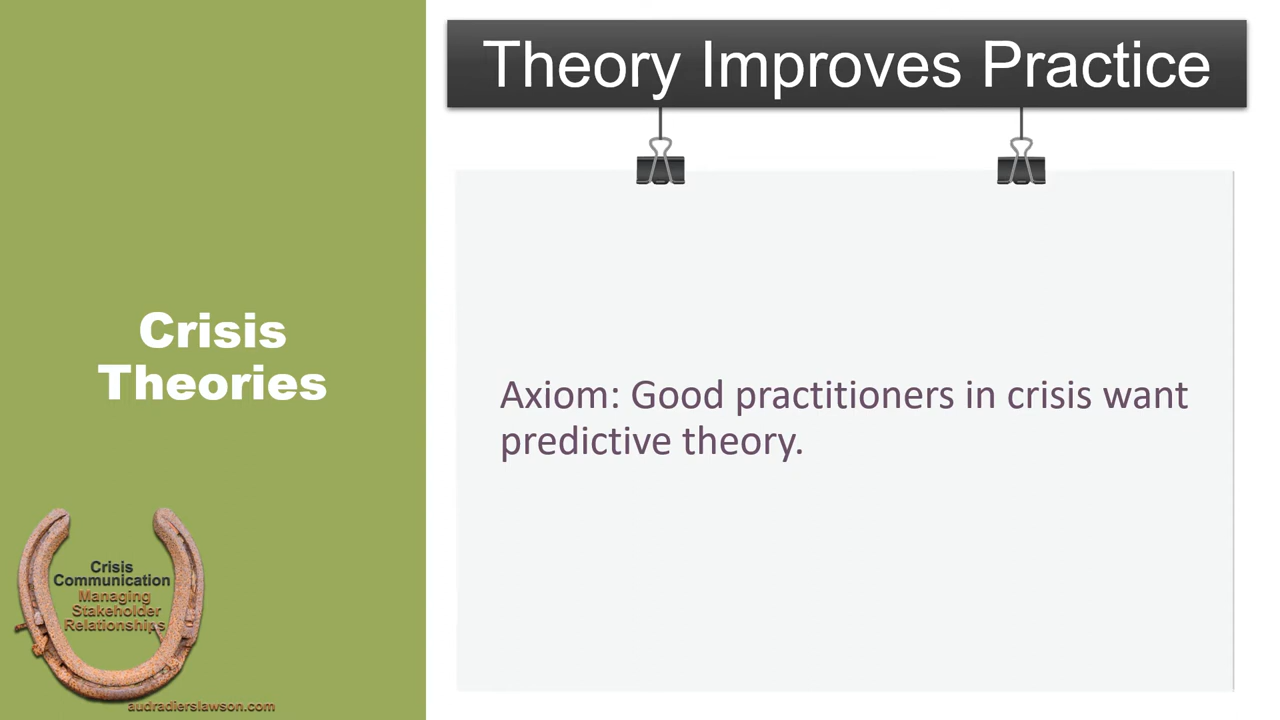 Theory Improves Practice
Crisis
Theories
Axiom: Good practitioners in crisis want
predictive theory.
Crisis
Communication
Managing
Stakeholder
Relationships
audradierslawson.com